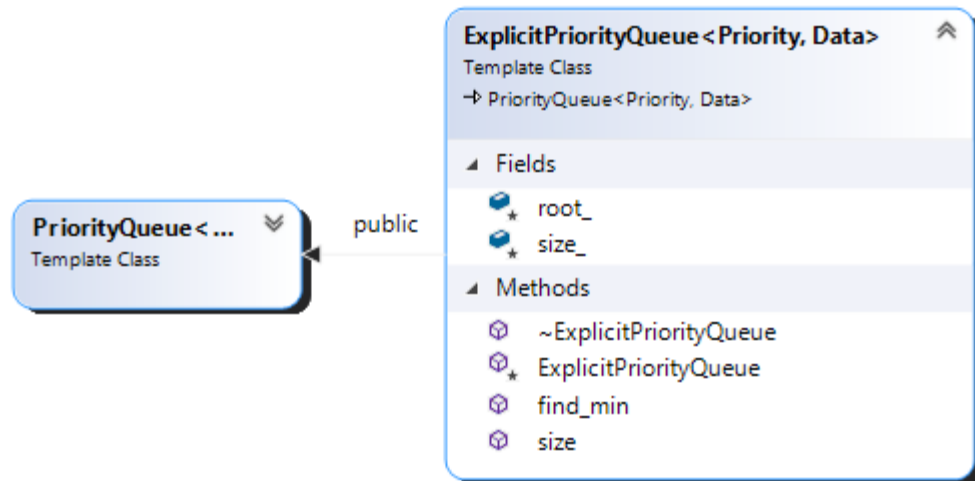 PriorityQueue<...
Template Class
public
ExplicitPriorityQueue<Priority, Data>
Template Class
PriorityQueue<Priority, Data>
Fields
root_
size_
Methods
~ExplicitPriorityQueue
ExplicitPriorityQueue
find_min
size